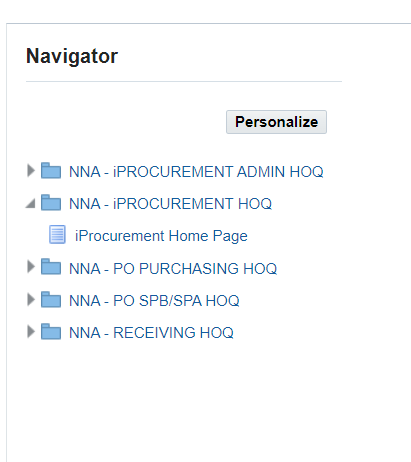 Navigator
Personalize
NNA - iPROCUREMENT ADMIN HOQ
NNA - iPROCUREMENT HOQ
iProcurement Home Page
NNA - PO PURCHASING HOQ
NNA - PO SPB/SPA HOQ
NNA - RECEIVING HOQ